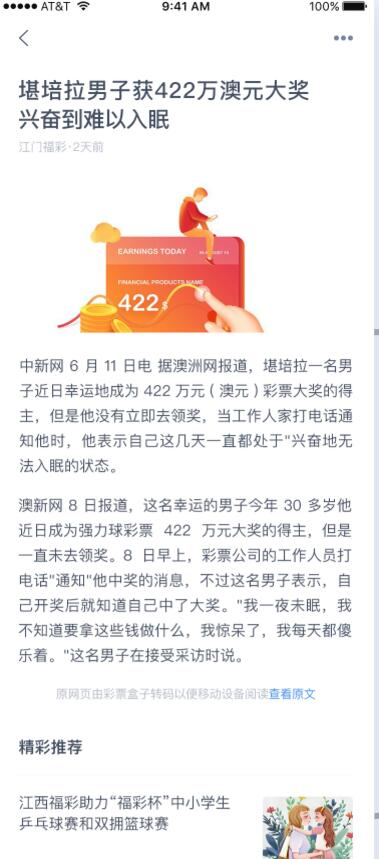 AT&T 9:41 AM 100%
堪培拉男子获422万澳元大奖
兴奋到难以入眠
江门福彩·2天前
EARNINGS TODAY
FINANCIAL PRODUCTS NAME
422 $
中新网 6 月 11 日电 据澳洲网报道，堪培拉一名男
子近日幸运地成为 422 万元 ( 澳元 ) 彩票大奖的得
主，但是他没有立即去领奖，当工作人家打电话通
知他时，他表示自己这几天一直都处于"兴奋地无
法入眠的状态。
澳新网 8 日报道，这名幸运的男子今年 30 多岁他
近日成为强力球彩票 422 万元大奖的得主，但是
一直未去领奖。8 日早上，彩票公司的工作人员打
电话"通知"他中奖的消息，不过这名男子表示，自
己开奖后就知道自己中了大奖。"我一夜未眠，我
不知道要拿这些钱做什么，我惊呆了，我每天都傻
乐着。"这名男子在接受采访时说。
原网页由彩票盒子转码以便移动设备阅读查看原文
精彩推荐
江西福彩助力“福彩杯”中小学生
乒乓球赛和双拥篮球赛